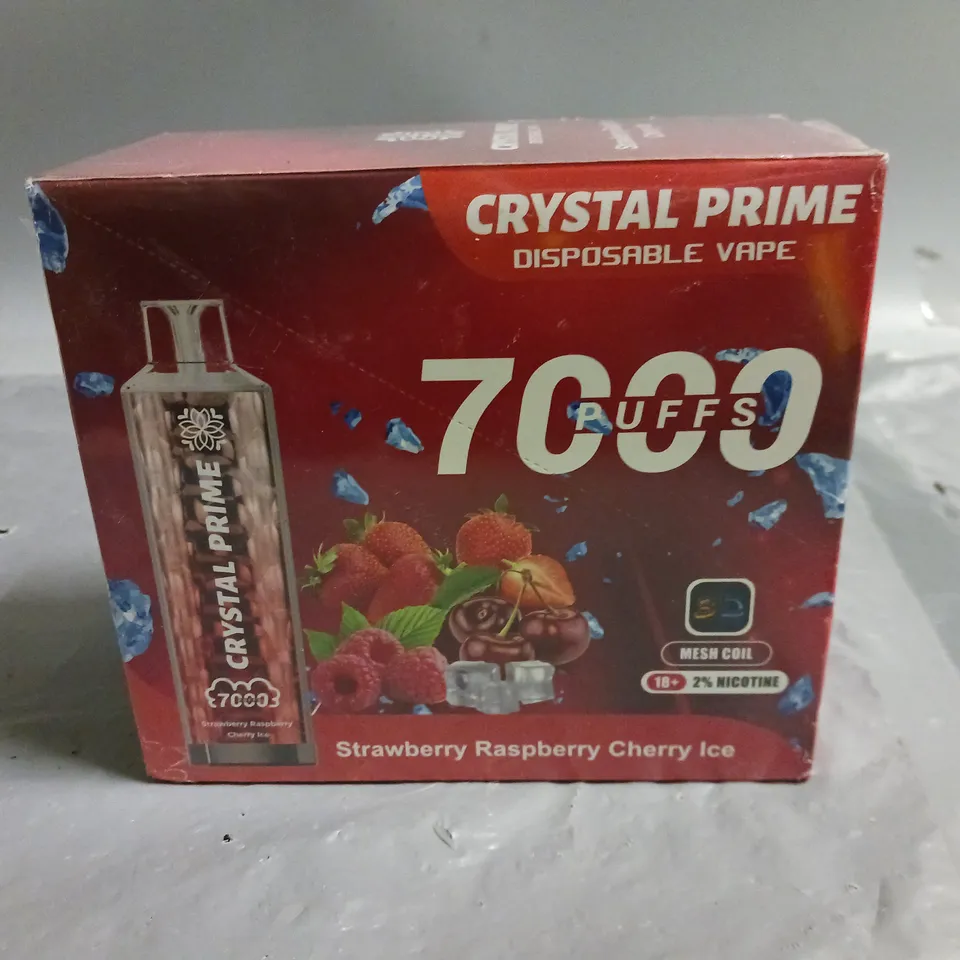 CRYSTAL PRIME
DISPOSABLE VAPE
7000
PUFFS
CRYSTAL PRIME
7000
Strawberry Raspberry
Cherry Ice
3D
MESH COIL
18+ 2% NICOTINE
Strawberry Raspberry Cherry Ice